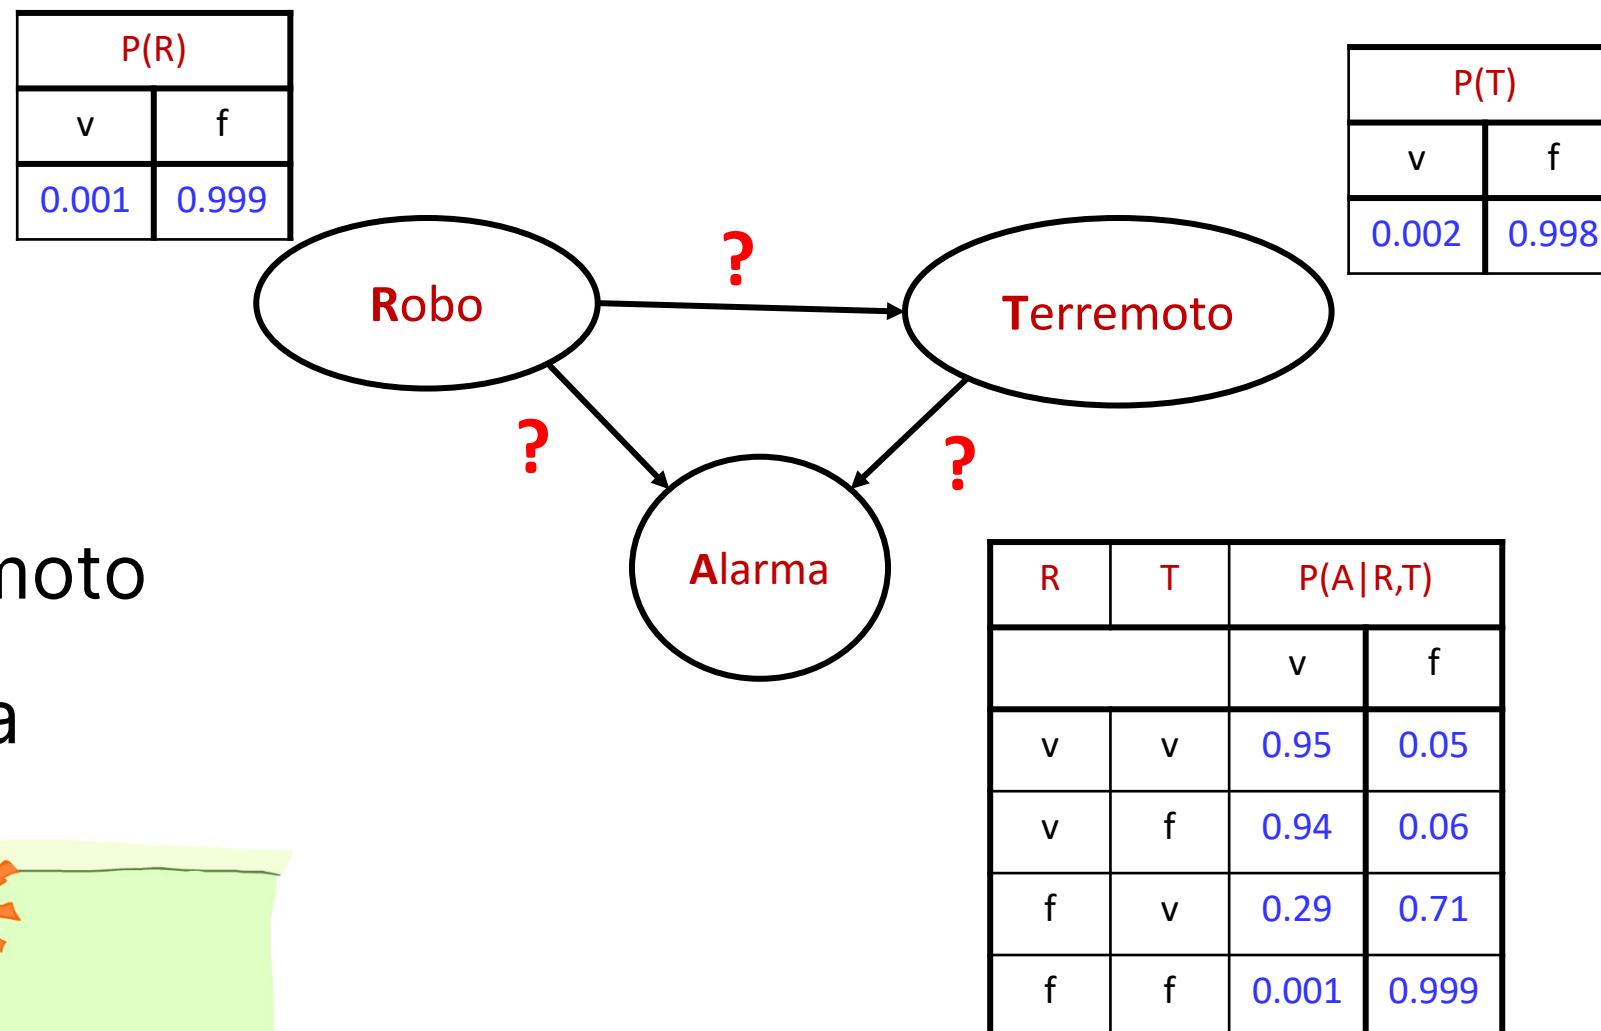 P(R)
v f
0.001 0.999
P(T)
v f
0.002 0.998
?
Robo
Terremoto
?
?
Alarma
moto
a
R T P(A|R,T)
v f
v v 0.95 0.05
v f 0.94 0.06
f v 0.29 0.71
f f 0.001 0.999